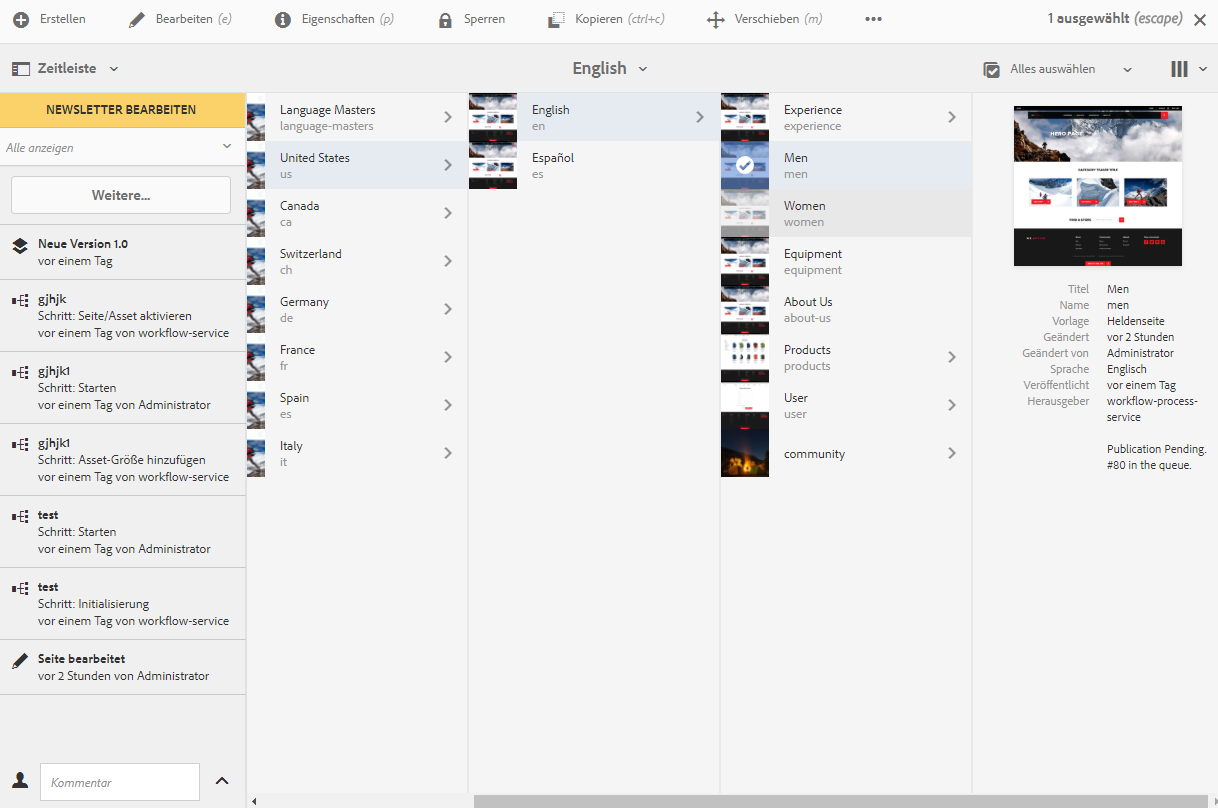 Erstellen
Bearbeiten (e)
Eigenschaften (p)
Sperren
Kopieren (ctrl+c)
Verschieben (m)
1 ausgewählt (escape)
Zeitleiste
English
Alles auswählen
NEWSLETTER BEARBEITEN
Alle anzeigen
Weitere...
Neue Version 1.0
vor einem Tag
gjhjk
Schritt: Seite/Asset aktivieren
vor einem Tag von workflow-service
gjhjk1
Schritt: Starten
vor einem Tag von Administrator
gjhjk1
Schritt: Asset-Größe hinzufügen
vor einem Tag von workflow-service
test
Schritt: Starten
vor einem Tag von Administrator
test
Schritt: Initialisierung
vor einem Tag von workflow-service
Seite bearbeitet
vor 2 Stunden von Administrator
Kommentar
Language Masters
language-masters
United States
us
Canada
ca
Switzerland
ch
Germany
de
France
fr
Spain
es
Italy
it
English
en
Español
es
Experience
experience
Men
men
Women
women
Equipment
equipment
About Us
about-us
Products
products
User
user
community
HERO PAGE
CATEGORY TEASER TITLE
FIND A STORE
Titel Men
Name men
Vorlage Heldenseite
Geändert vor 2 Stunden
Geändert von Administrator
Sprache Englisch
Veröffentlicht vor einem Tag
Herausgeber workflow-process-
service
Publication Pending.
#80 in the queue.